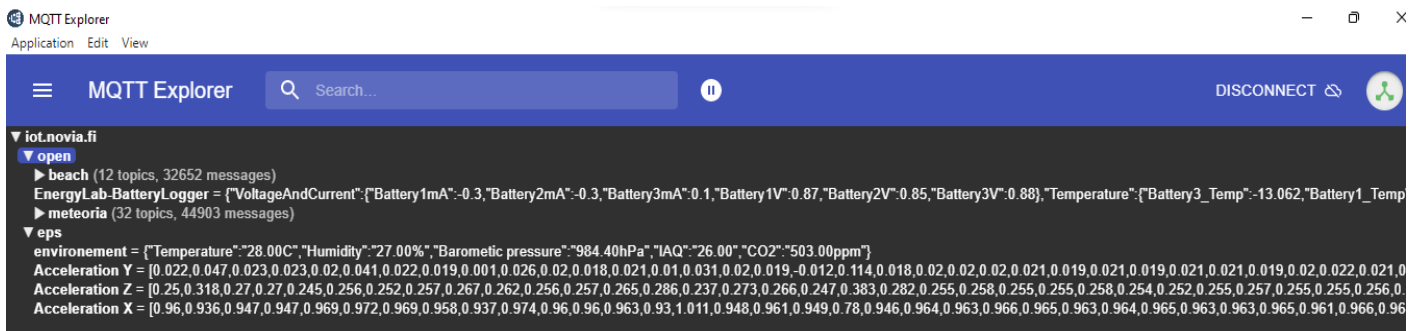 MQTT Explorer
Application Edit View
MQTT Explorer Search... DISCONNECT
iot.novia.fi
open
beach (12 topics, 32652 messages)
EnergyLab-BatteryLogger = {"VoltageAndCurrent":{"Battery1mA":-0.3,"Battery2mA":-0.3,"Battery3mA":0.1,"Battery1V":0.87,"Battery2V":0.85,"Battery3V":0.88},"Temperature":{"Battery3_Temp":-13.062,"Battery1_Temp"
meteoria (32 topics, 44903 messages)
eps
environement = {"Temperature":"28.00C","Humidity":"27.00%","Barometic pressure":"984.40hPa","IAQ":"26.00","CO2":"503.00ppm"}
Acceleration Y = [0.022,0.047,0.023,0.023,0.02,0.041,0.022,0.019,0.001,0.026,0.02,0.018,0.021,0.01,0.031,0.02,0.019,-0.012,0.114,0.018,0.02,0.02,0.02,0.021,0.019,0.021,0.019,0.021,0.021,0.019,0.02,0.022,0.021,0
Acceleration Z = [0.25,0.318,0.27,0.27,0.245,0.256,0.252,0.257,0.267,0.262,0.256,0.257,0.265,0.286,0.237,0.273,0.266,0.247,0.383,0.282,0.255,0.258,0.255,0.255,0.258,0.254,0.252,0.255,0.257,0.255,0.255,0.256,0.
Acceleration X = [0.96,0.936,0.947,0.947,0.969,0.972,0.969,0.958,0.937,0.974,0.96,0.96,0.963,0.93,1.011,0.948,0.961,0.949,0.78,0.946,0.964,0.963,0.966,0.965,0.963,0.964,0.965,0.963,0.963,0.965,0.961,0.966,0.96